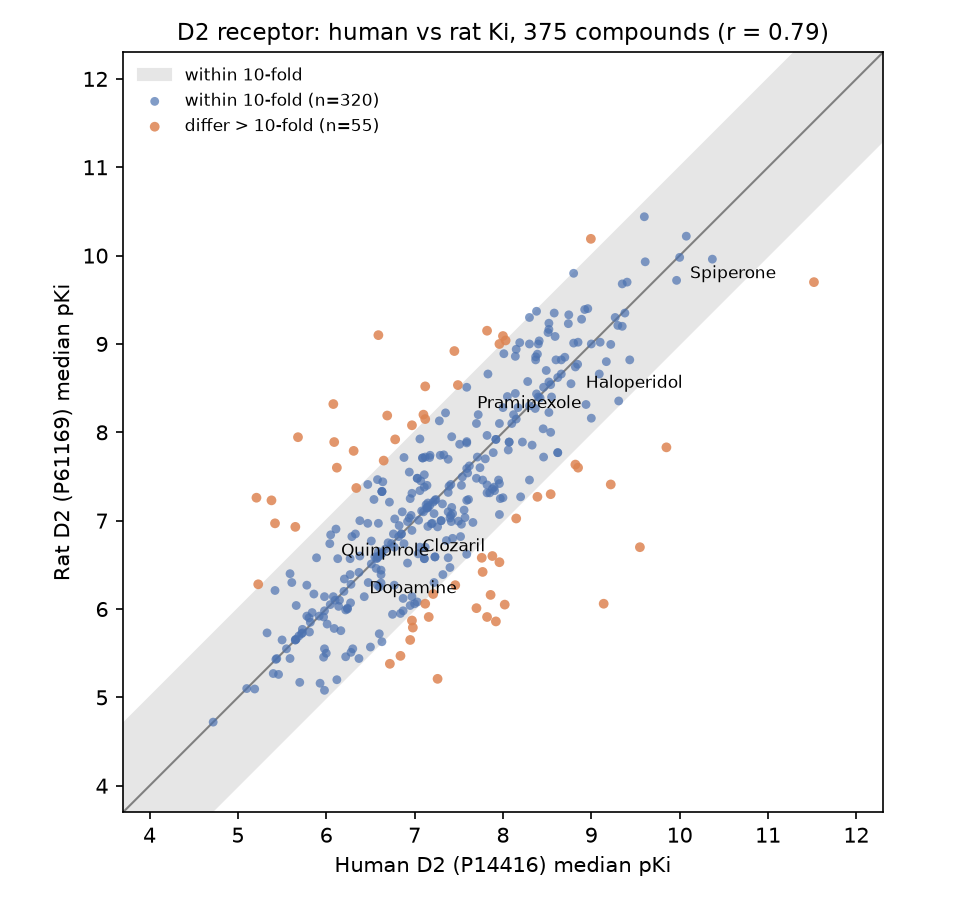 D2 receptor: human vs rat Ki, 375 compounds (r = 0.79)
within 10-fold
within 10-fold (n=320)
differ > 10-fold (n=55)
12
11
10
9
8
7
6
5
4
Rat D2 (P61169) median pKi
Spiperone
Haloperidol
Pramipexole
Quinpirole
Clozaril
Dopamine
4 5 6 7 8 9 10 11 12
Human D2 (P14416) median pKi